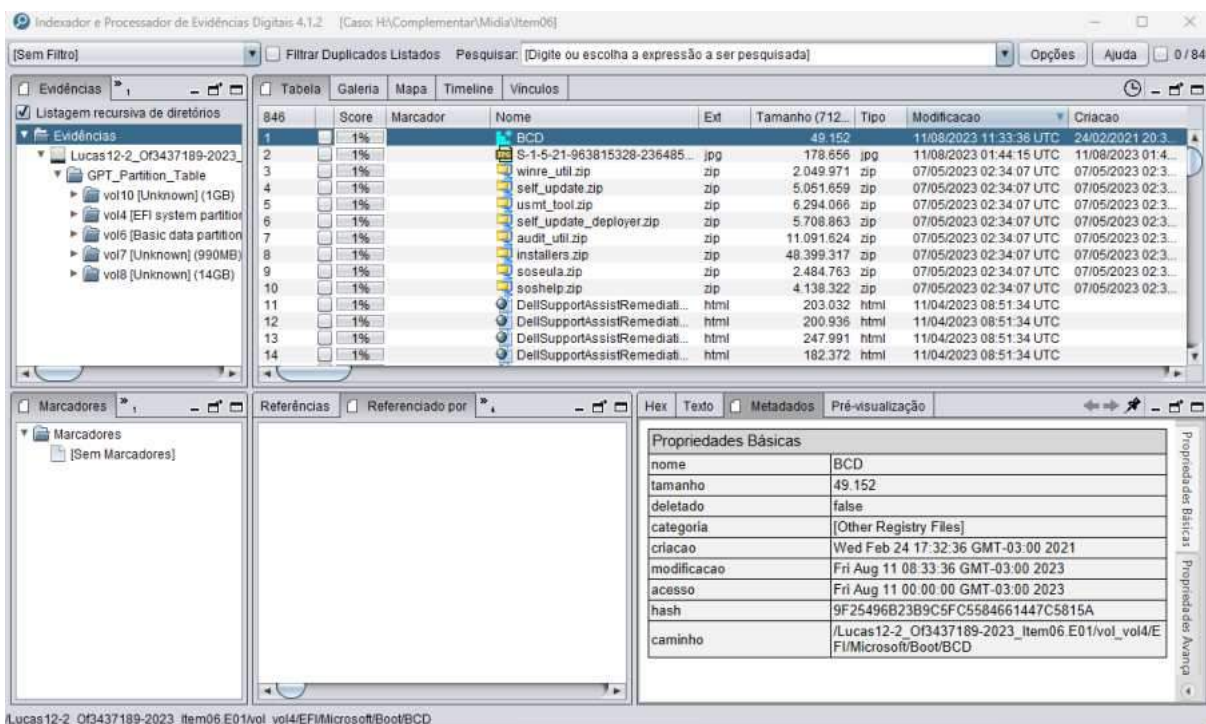 Indexador e Processador de Evidências Digitais 4.1.2 [Caso: H:\Complementar\Midia\Item06]
[Sem Filtro] Filtrar Duplicados Listados Pesquisar: [Digite ou escolha a expressão a ser pesquisada] Opções Ajuda 0 / 84
Evidências
Listagem recursiva de diretórios
Evidências
Lucas12-2_Of3437189-2023_
GPT_Partition_Table
vol10 [Unknown] (1GB)
vol4 [EFI system partition
vol6 [Basic data partition
vol7 [Unknown] (990MB)
vol8 [Unknown] (14GB)
Tabela Galeria Mapa Timeline Vínculos
846 Score Marcador Nome Ext Tamanho (712... Tipo Modificacao Criacao
1 1% BCD 49.152 11/08/2023 11:33:36 UTC 24/02/2021 20:3...
2 1% S-1-5-21-963815328-236485... jpg 178.656 jpg 11/08/2023 01:44:15 UTC 11/08/2023 01:4...
3 1% winre_util.zip zip 2.049.971 zip 07/05/2023 02:34:07 UTC 07/05/2023 02:3...
4 1% self_update.zip zip 5.051.659 zip 07/05/2023 02:34:07 UTC 07/05/2023 02:3...
5 1% usmt_tool.zip zip 6.294.066 zip 07/05/2023 02:34:07 UTC 07/05/2023 02:3...
6 1% self_update_deployer.zip zip 5.708.863 zip 07/05/2023 02:34:07 UTC 07/05/2023 02:3...
7 1% audit_util.zip zip 11.091.624 zip 07/05/2023 02:34:07 UTC 07/05/2023 02:3...
8 1% installers.zip zip 48.399.317 zip 07/05/2023 02:34:07 UTC 07/05/2023 02:3...
9 1% soseula.zip zip 2.484.763 zip 07/05/2023 02:34:07 UTC 07/05/2023 02:3...
10 1% soshelp.zip zip 4.138.322 zip 07/05/2023 02:34:07 UTC 07/05/2023 02:3...
11 1% DellSupportAssistRemediati... html 203.032 html 11/04/2023 08:51:34 UTC
12 1% DellSupportAssistRemediati... html 200.936 html 11/04/2023 08:51:34 UTC
13 1% DellSupportAssistRemediati... html 247.991 html 11/04/2023 08:51:34 UTC
14 1% DellSupportAssistRemediati... html 182.372 html 11/04/2023 08:51:34 UTC
Marcadores
Marcadores
[Sem Marcadores]
Referências Referenciado por
Hex Texto Metadados Pré-visualização
Propriedades Básicas
nome BCD
tamanho 49.152
deletado false
categoria [Other Registry Files]
criacao Wed Feb 24 17:32:36 GMT-03:00 2021
modificacao Fri Aug 11 08:33:36 GMT-03:00 2023
acesso Fri Aug 11 00:00:00 GMT-03:00 2023
hash 9F25496B23B9C5FC5584661447C5815A
caminho /Lucas12-2_Of3437189-2023_Item06.E01/vol_vol4/E
FI/Microsoft/Boot/BCD
Propriedades Básicas
Propriedades Avança
/Lucas12-2_Of3437189-2023_Item06.E01/vol_vol4/EFI/Microsoft/Boot/BCD